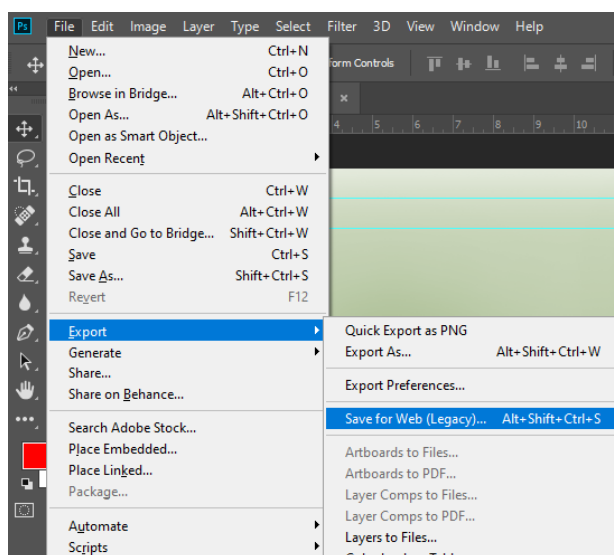 Ps File Edit Image Layer Type Select Filter 3D View Window Help
form Controls
New... Ctrl+N
Open... Ctrl+O
Browse in Bridge... Alt+Ctrl+O
Open As... Alt+Shift+Ctrl+O
Open as Smart Object...
Open Recent
4 5 6 7 8 9 10
Close Ctrl+W
Close All Alt+Ctrl+W
Close and Go to Bridge... Shift+Ctrl+W
Save Ctrl+S
Save As... Shift+Ctrl+S
Revert F12
Export
Generate
Share...
Share on Behance...
Search Adobe Stock...
Place Embedded...
Place Linked...
Package...
Automate
Scripts
Quick Export as PNG
Export As... Alt+Shift+Ctrl+W
Export Preferences...
Save for Web (Legacy)... Alt+Shift+Ctrl+S
Artboards to Files...
Artboards to PDF...
Layer Comps to Files...
Layer Comps to PDF...
Layers to Files...